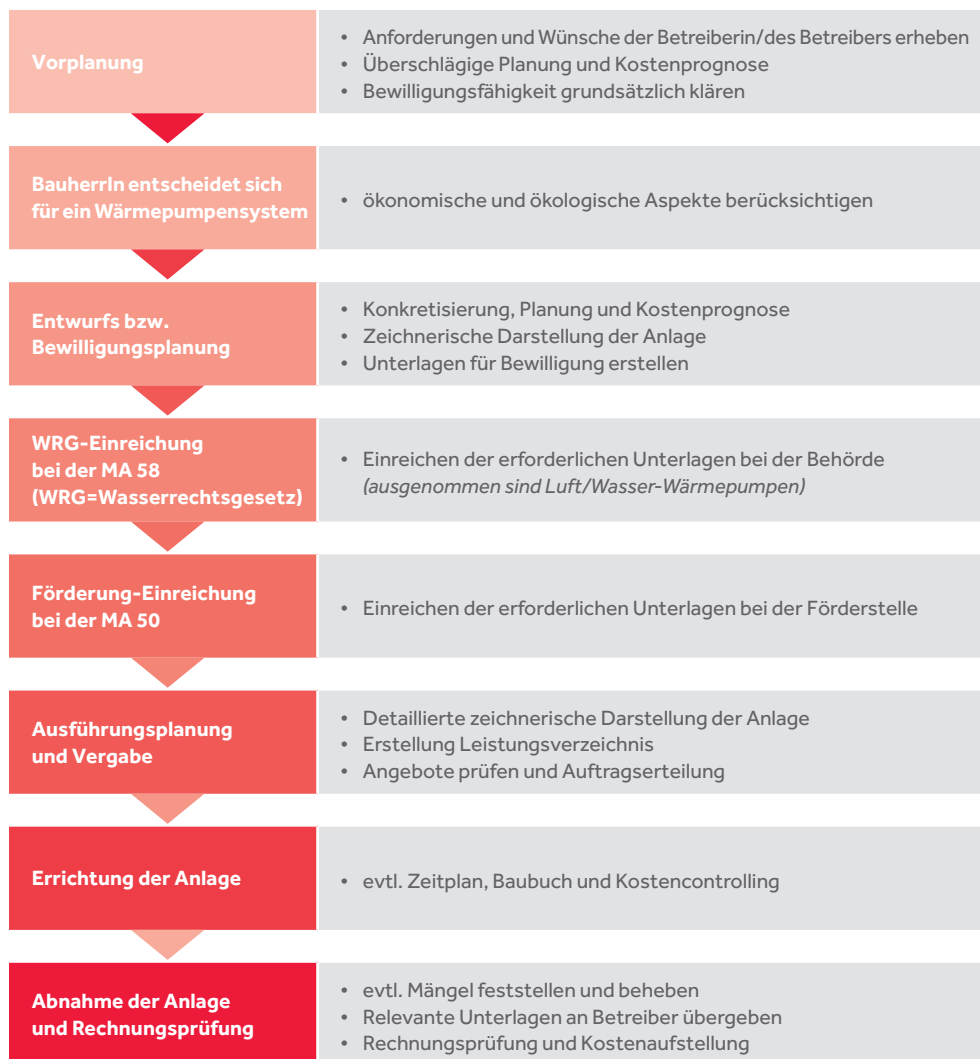 Vorplanung
• Anforderungen und Wünsche der Betreiberin/des Betreibers erheben
• Überschlägige Planung und Kostenprognose
• Bewilligungsfähigkeit grundsätzlich klären
BauherrIn entscheidet sich
für ein Wärmepumpensystem
• ökonomische und ökologische Aspekte berücksichtigen
Entwurfs bzw.
Bewilligungsplanung
• Konkretisierung, Planung und Kostenprognose
• Zeichnerische Darstellung der Anlage
• Unterlagen für Bewilligung erstellen
WRG-Einreichung
bei der MA 58
(WRG=Wasserrechtsgesetz)
• Einreichen der erforderlichen Unterlagen bei der Behörde
(ausgenommen sind Luft/Wasser-Wärmepumpen)
Förderung-Einreichung
bei der MA 50
• Einreichen der erforderlichen Unterlagen bei der Förderstelle
Ausführungsplanung
und Vergabe
• Detaillierte zeichnerische Darstellung der Anlage
• Erstellung Leistungsverzeichnis
• Angebote prüfen und Auftragserteilung
Errichtung der Anlage
• evtl. Zeitplan, Baubuch und Kostencontrolling
Abnahme der Anlage
und Rechnungsprüfung
• evtl. Mängel feststellen und beheben
• Relevante Unterlagen an Betreiber übergeben
• Rechnungsprüfung und Kostenaufstellung